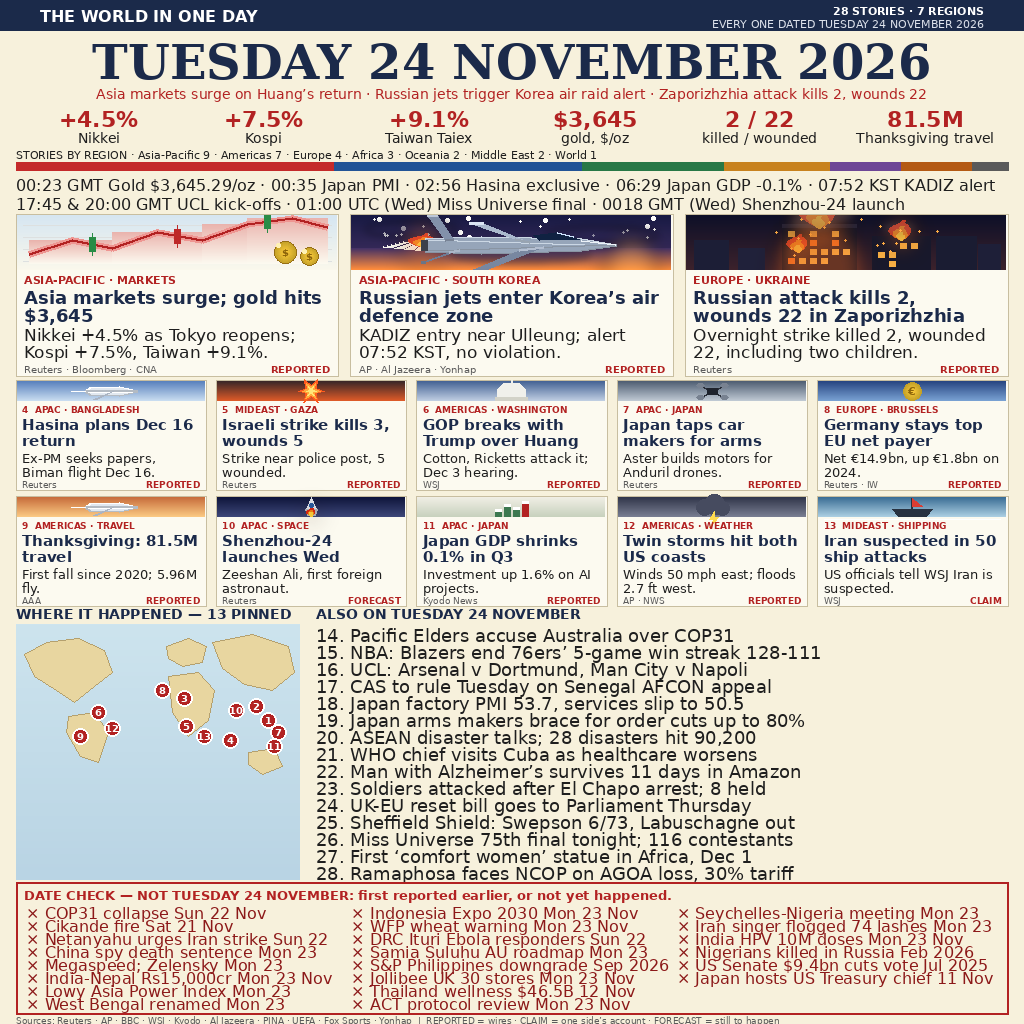 THE WORLD IN ONE DAY
28 STORIES · 7 REGIONS
EVERY ONE DATED TUESDAY 24 NOVEMBER 2026
TUESDAY 24 NOVEMBER 2026
Asia markets surge on Huang’s return · Russian jets trigger Korea air raid alert · Zaporizhzhia attack kills 2, wounds 22
+4.5%
Nikkei
+7.5%
Kospi
+9.1%
Taiwan Taiex
$3,645
gold, $/oz
2 / 22
killed / wounded
81.5M
Thanksgiving travel
STORIES BY REGION · Asia-Pacific 9 · Americas 7 · Europe 4 · Africa 3 · Oceania 2 · Middle East 2 · World 1
00:23 GMT Gold $3,645.29/oz · 00:35 Japan PMI · 02:56 Hasina exclusive · 06:29 Japan GDP -0.1% · 07:52 KST KADIZ alert
17:45 & 20:00 GMT UCL kick-offs · 01:00 UTC (Wed) Miss Universe final · 0018 GMT (Wed) Shenzhou-24 launch
ASIA-PACIFIC · MARKETS
Asia markets surge; gold hits
$3,645
Nikkei +4.5% as Tokyo reopens;
Kospi +7.5%, Taiwan +9.1%.
Reuters · Bloomberg · CNA
REPORTED
ASIA-PACIFIC · SOUTH KOREA
Russian jets enter Korea’s air
defence zone
KADIZ entry near Ulleung; alert
07:52 KST, no violation.
AP · Al Jazeera · Yonhap
REPORTED
EUROPE · UKRAINE
Russian attack kills 2,
wounds 22 in Zaporizhzhia
Overnight strike killed 2, wounded
22, including two children.
Reuters
REPORTED
4 APAC · BANGLADESH
Hasina plans Dec 16
return
Ex-PM seeks papers,
Biman flight Dec 16.
Reuters
REPORTED
5 MIDEAST · GAZA
Israeli strike kills 3,
wounds 5
Strike near police post, 5
wounded.
Reuters
REPORTED
6 AMERICAS · WASHINGTON
GOP breaks with
Trump over Huang
Cotton, Ricketts attack it;
Dec 3 hearing.
WSJ
REPORTED
7 APAC · JAPAN
Japan taps car
makers for arms
Aster builds motors for
Anduril drones.
Reuters
REPORTED
8 EUROPE · BRUSSELS
€
Germany stays top
EU net payer
Net €14.9bn, up €1.8bn on
2024.
Reuters · IW
REPORTED
9 AMERICAS · TRAVEL
Thanksgiving: 81.5M
travel
First fall since 2020; 5.96M
fly.
AAA
REPORTED
10 APAC · SPACE
Shenzhou-24
launches Wed
Zeeshan Ali, first foreign
astronaut.
Reuters
FORECAST
11 APAC · JAPAN
Japan GDP shrinks
0.1% in Q3
Investment up 1.6% on AI
projects.
Kyodo News
REPORTED
12 AMERICAS · WEATHER
Twin storms hit both
US coasts
Winds 50 mph east; floods
2.7 ft west.
AP · NWS
REPORTED
13 MIDEAST · SHIPPING
Iran suspected in 50
ship attacks
US officials tell WSJ Iran is
suspected.
WSJ
CLAIM
WHERE IT HAPPENED — 13 PINNED
8
3
6
12
9
5
13
4
10
2
1
7
11
ALSO ON TUESDAY 24 NOVEMBER
14. Pacific Elders accuse Australia over COP31
15. NBA: Blazers end 76ers’ 5-game win streak 128-111
16. UCL: Arsenal v Dortmund, Man City v Napoli
17. CAS to rule Tuesday on Senegal AFCON appeal
18. Japan factory PMI 53.7, services slip to 50.5
19. Japan arms makers brace for order cuts up to 80%
20. ASEAN disaster talks; 28 disasters hit 90,200
21. WHO chief visits Cuba as healthcare worsens
22. Man with Alzheimer’s survives 11 days in Amazon
23. Soldiers attacked after El Chapo arrest; 8 held
24. UK-EU reset bill goes to Parliament Thursday
25. Sheffield Shield: Swepson 6/73, Labuschagne out
26. Miss Universe 75th final tonight; 116 contestants
27. First ‘comfort women’ statue in Africa, Dec 1
28. Ramaphosa faces NCOP on AGOA loss, 30% tariff
DATE CHECK — NOT TUESDAY 24 NOVEMBER: first reported earlier, or not yet happened.
× COP31 collapse Sun 22 Nov
× Cikande fire Sat 21 Nov
× Netanyahu urges Iran strike Sun 22
× China spy death sentence Mon 23
× Megaspeed; Zelensky Mon 23
× India-Nepal Rs15,000cr Mon 23 Nov
× Lowy Asia Power Index Mon 23
× West Bengal renamed Mon 23
× Indonesia Expo 2030 Mon 23 Nov
× WFP wheat warning Mon 23 Nov
× DRC Ituri Ebola responders Sun 22
× Samia Suluhu AU roadmap Mon 23
× S&P Philippines downgrade Sep 2026
× Jollibee UK 30 stores Mon 23 Nov
× Thailand wellness $46.5B 12 Nov
× ACT protocol review Mon 23 Nov
× Seychelles-Nigeria meeting Mon 23
× Iran singer flogged 74 lashes Mon 23
× India HPV 10M doses Mon 23 Nov
× Nigerians killed in Russia Feb 2026
× US Senate $9.4bn cuts vote Jul 2025
× Japan hosts US Treasury chief 11 Nov
Sources: Reuters · AP · BBC · WSJ · Kyodo · Al Jazeera · PINA · UEFA · Fox Sports · Yonhap | REPORTED = wires · CLAIM = one side's account · FORECAST = still to happen